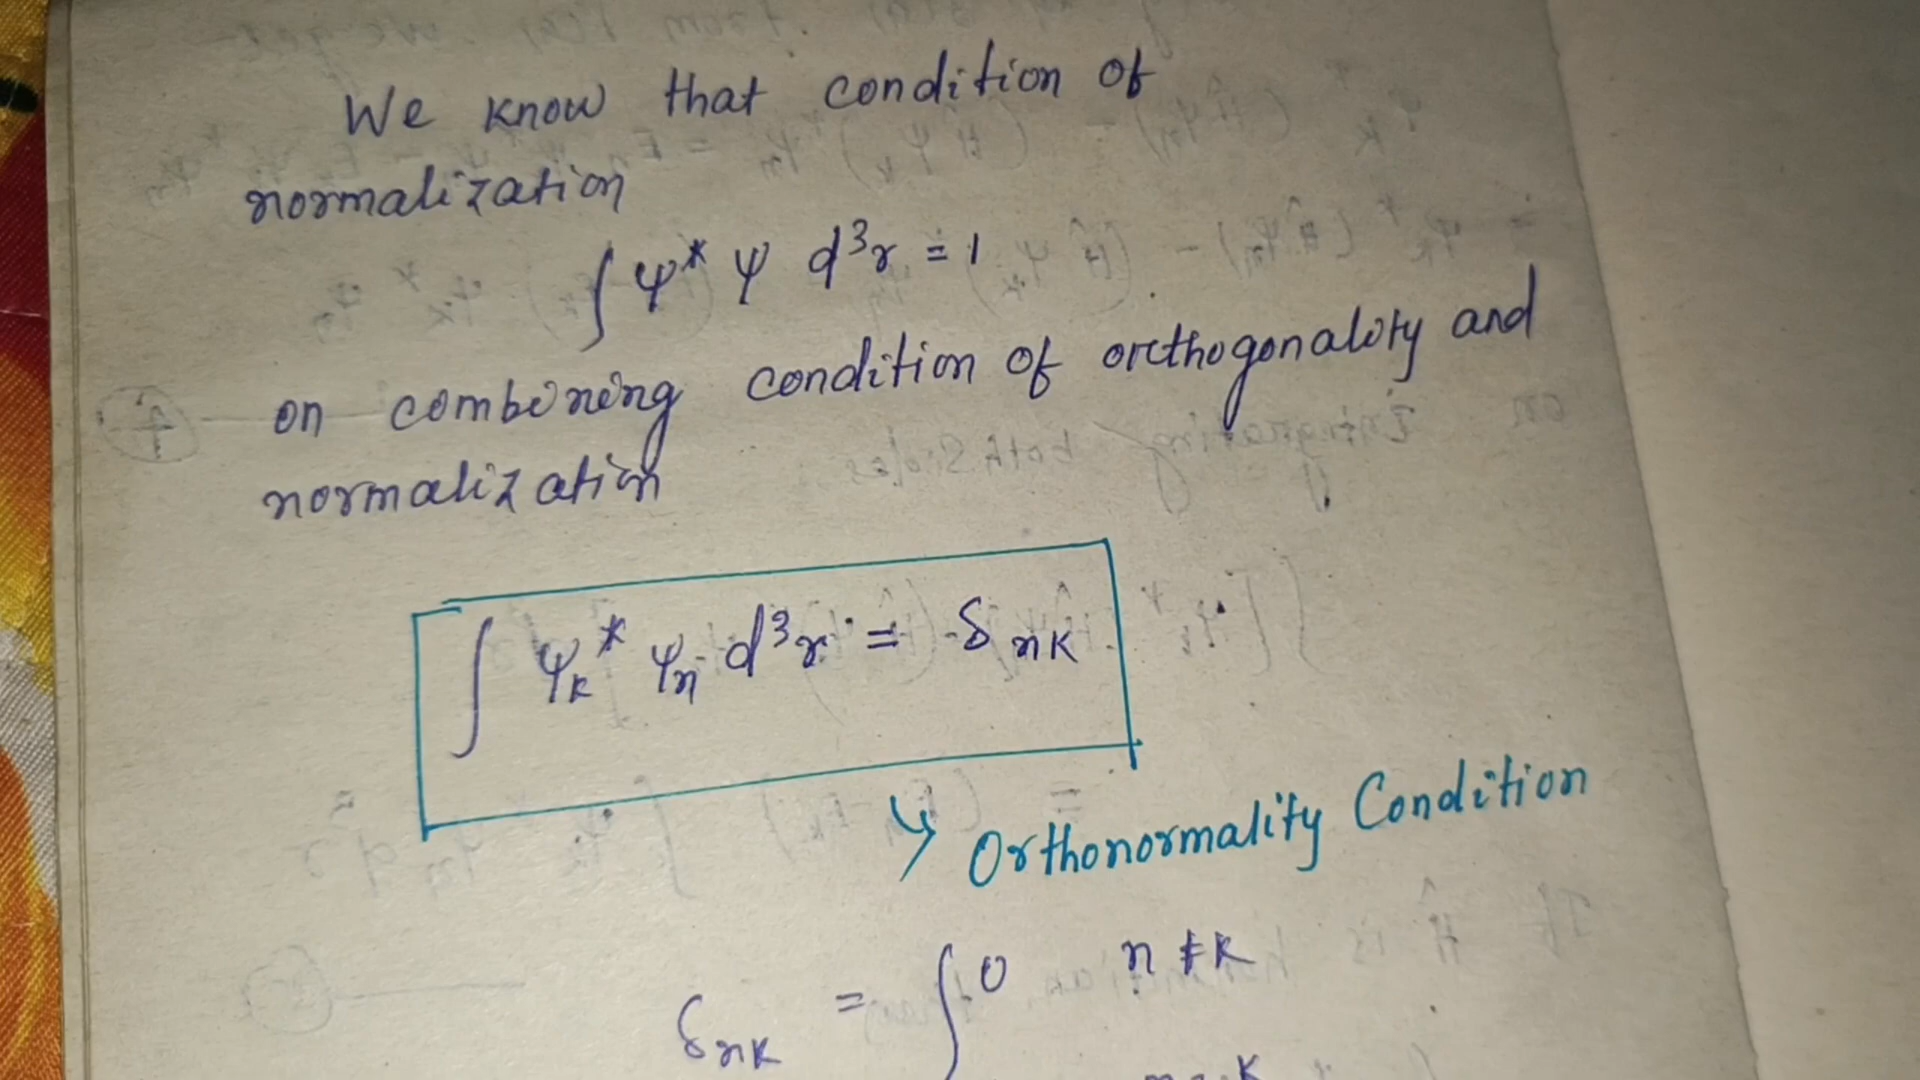 We know that condition of
normalization
∫ ψ* ψ d³r = 1
on combining condition of orthogonality and
normalization
∫ ψₖ* ψₙ d³r = δ nk
↳ Orthonormality Condition
δnk = { 0 n ≠ k